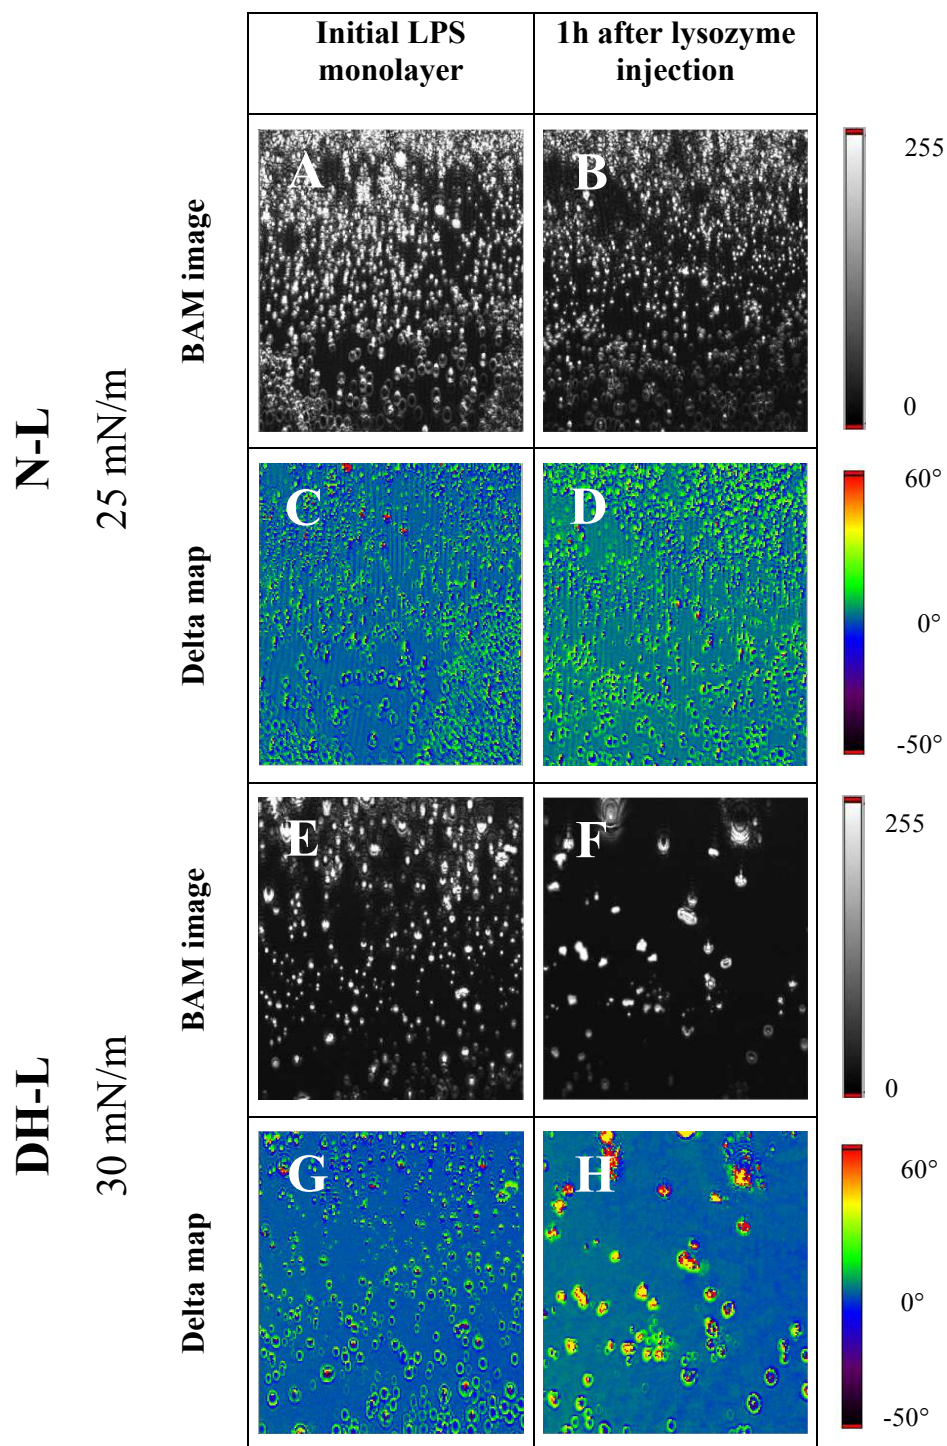 Initial LPS
monolayer
1h after lysozyme
injection
N-L
25 mN/m
BAM image
A
B
255
0
Delta map
C
D
60°
0°
-50°
DH-L
30 mN/m
BAM image
E
F
255
0
Delta map
G
H
60°
0°
-50°